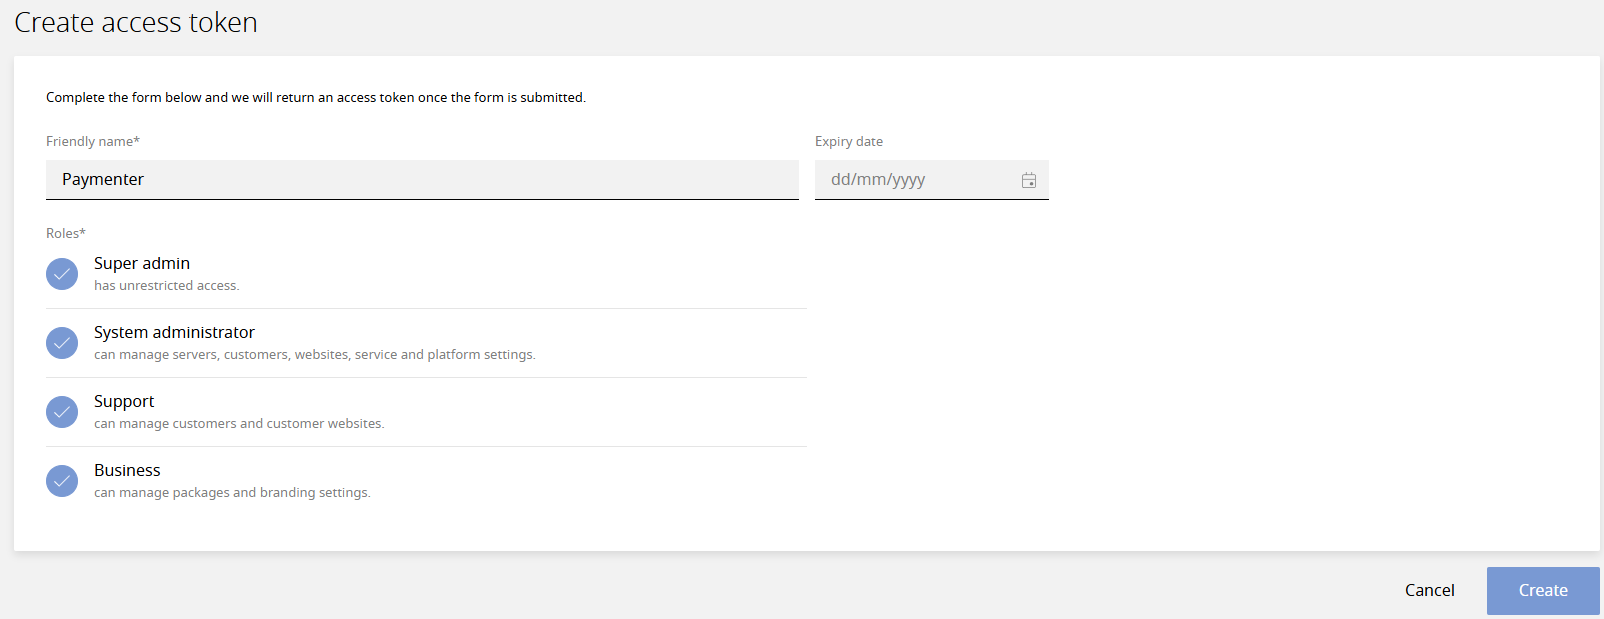 Create access token
Complete the form below and we will return an access token once the form is submitted.
Friendly name*
Expiry date
Paymenter
dd/mm/yyyy
Roles*
Super admin
has unrestricted access.
System administrator
can manage servers, customers, websites, service and platform settings.
Support
can manage customers and customer websites.
Business
can manage packages and branding settings.
Cancel
Create